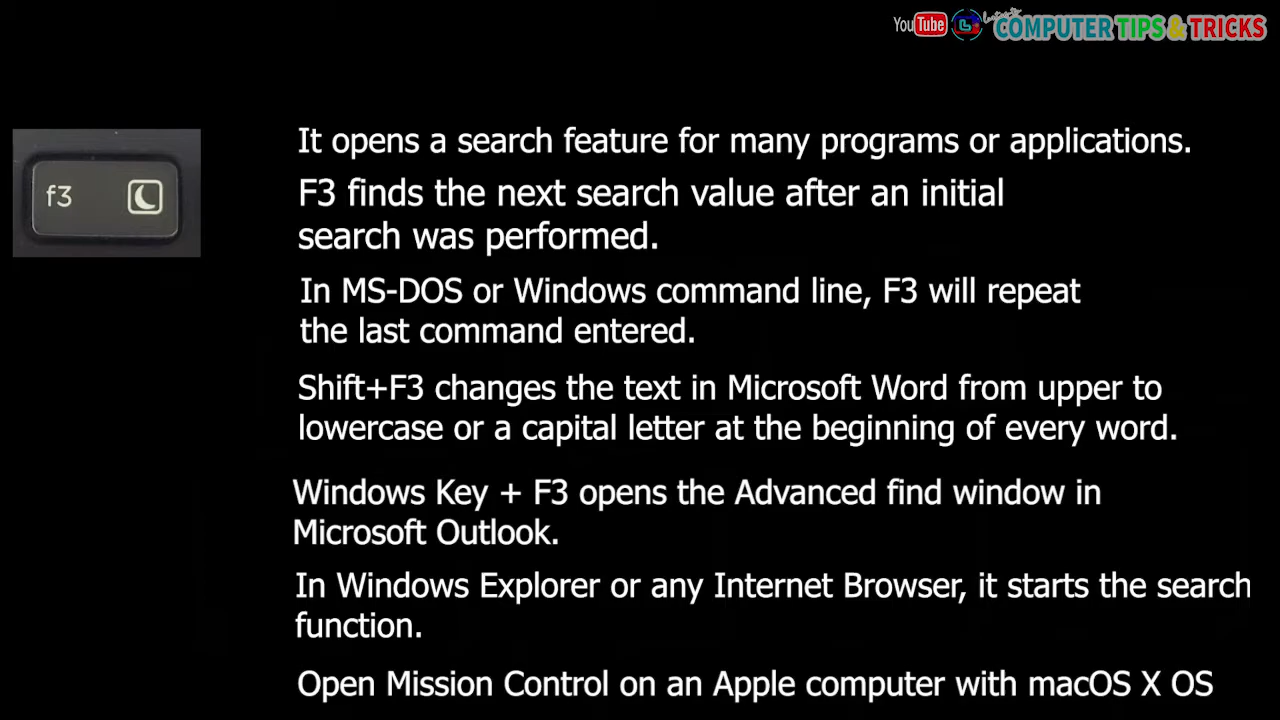 You Tube COMPUTER TIPS & TRICKS
It opens a search feature for many programs or applications.
f3
F3 finds the next search value after an initial
search was performed.
In MS-DOS or Windows command line, F3 will repeat
the last command entered.
Shift+F3 changes the text in Microsoft Word from upper to
lowercase or a capital letter at the beginning of every word.
Windows Key + F3 opens the Advanced find window in
Microsoft Outlook.
In Windows Explorer or any Internet Browser, it starts the search
function.
Open Mission Control on an Apple computer with macOS X OS